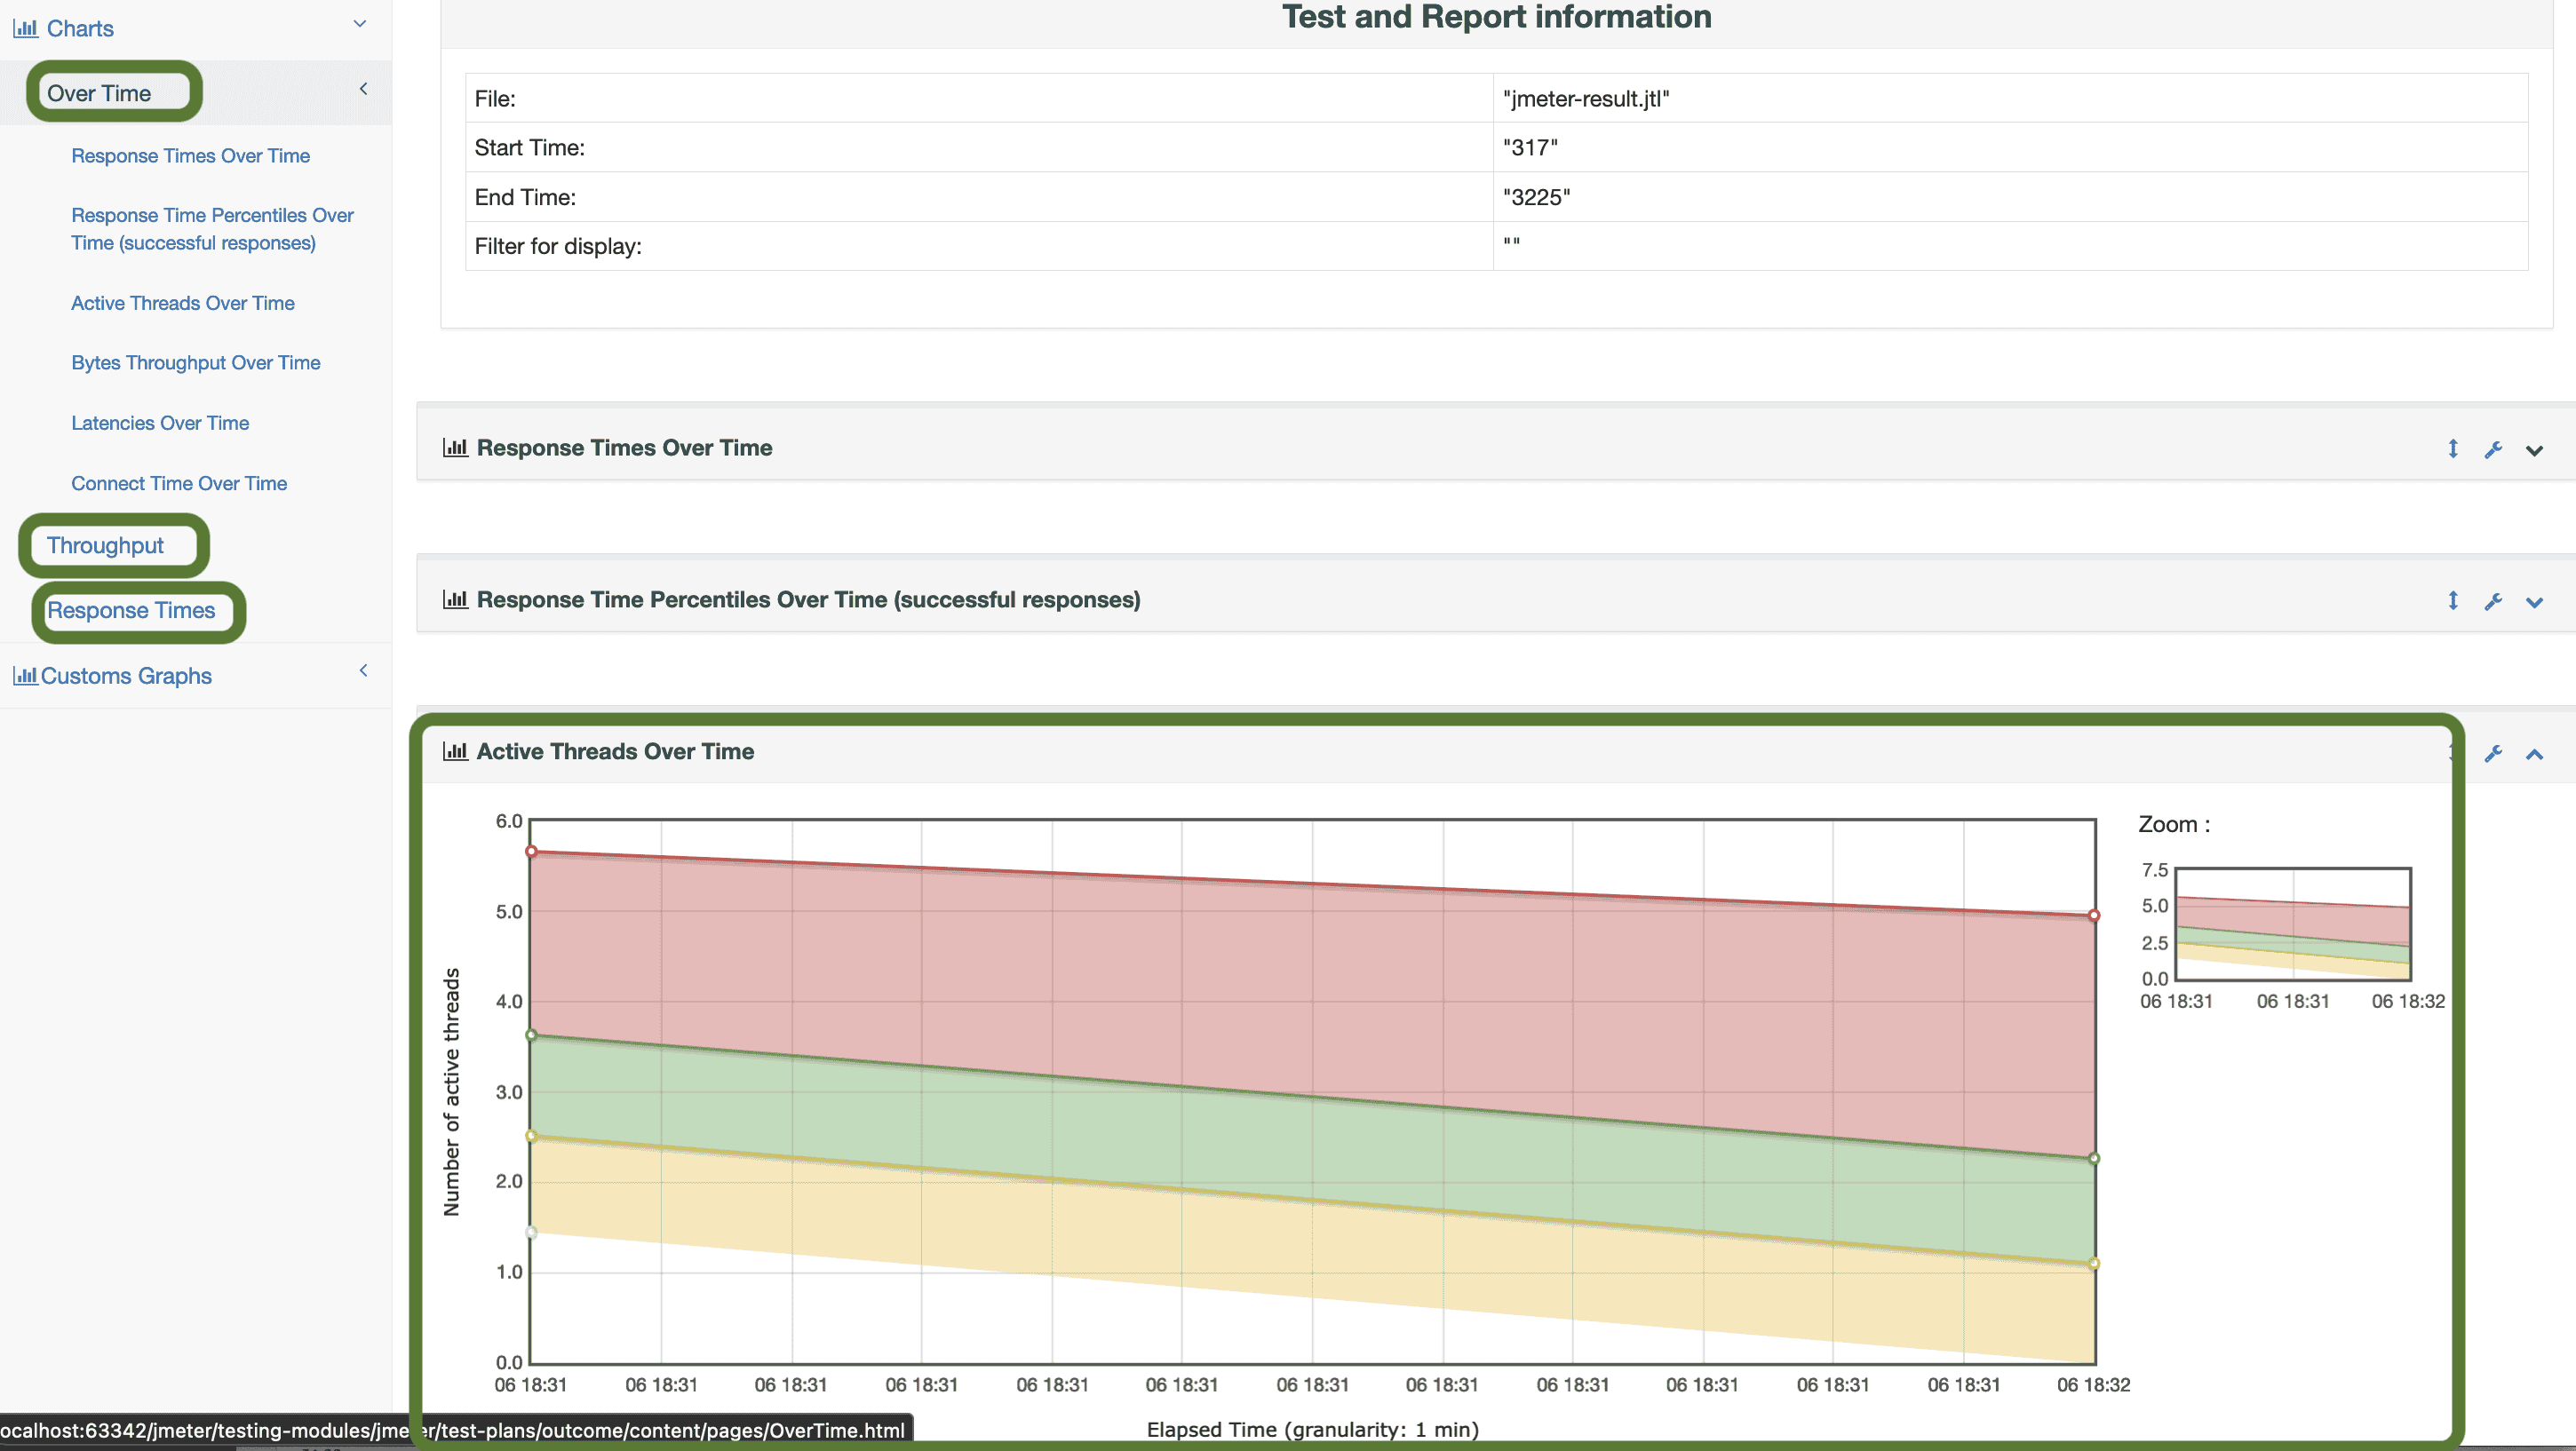 Charts
Over Time
Response Times Over Time
Response Time Percentiles Over
Time (successful responses)
Active Threads Over Time
Bytes Throughput Over Time
Latencies Over Time
Connect Time Over Time
Throughput
Response Times
Customs Graphs
Test and Report information
File: "jmeter-result.jtl"
Start Time: "317"
End Time: "3225"
Filter for display: ""
Response Times Over Time
Response Time Percentiles Over Time (successful responses)
Active Threads Over Time
Number of active threads
6.0
5.0
4.0
3.0
2.0
1.0
0.0
06 18:31 06 18:31 06 18:31 06 18:31 06 18:31 06 18:31 06 18:31 06 18:31 06 18:31 06 18:31 06 18:31 06 18:31 06 18:32
Elapsed Time (granularity: 1 min)
Zoom :
7.5
5.0
2.5
0.0
06 18:31 06 18:31 06 18:32
ocalhost:63342/jmeter/testing-modules/jmeter/test-plans/outcome/content/pages/OverTime.html